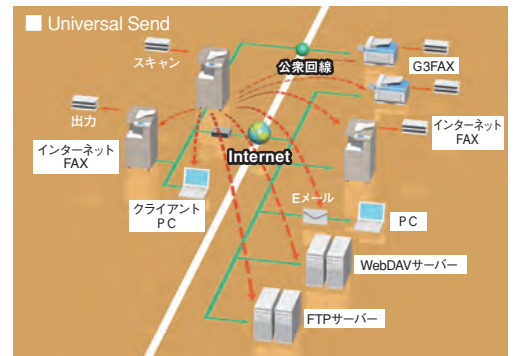 ■ Universal Send
スキャン
公衆回線
G3FAX
出力
インターネット
FAX
Internet
インターネット
FAX
クライアント
PC
Eメール
PC
WebDAVサーバー
FTPサーバー